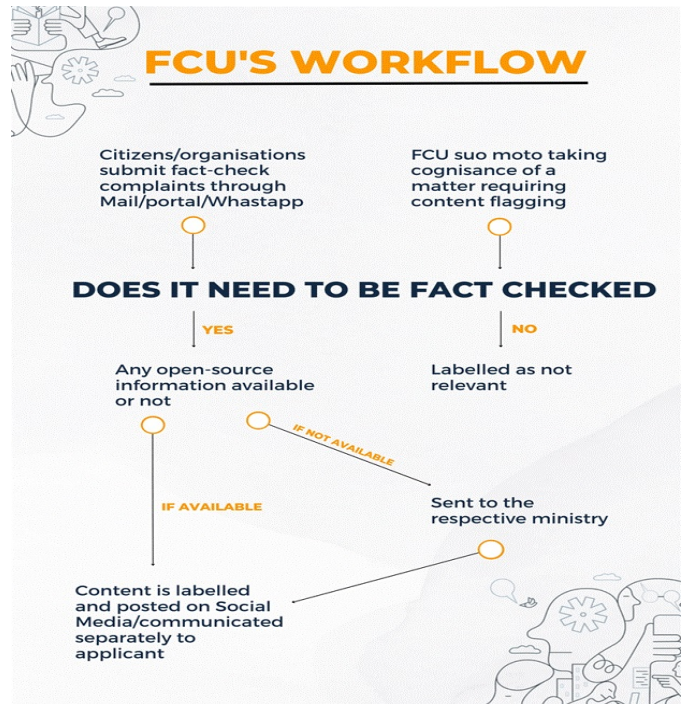 FCU'S WORKFLOW
Citizens/organisations
submit fact-check
complaints through
Mail/portal/Whastapp
FCU suo moto taking
cognisance of a
matter requiring
content flagging
DOES IT NEED TO BE FACT CHECKED
YES
NO
Any open-source
information available
or not
Labelled as not
relevant
IF NOT AVAILABLE
IF AVAILABLE
Sent to the
respective ministry
Content is labelled
and posted on Social
Media/communicated
separately to
applicant